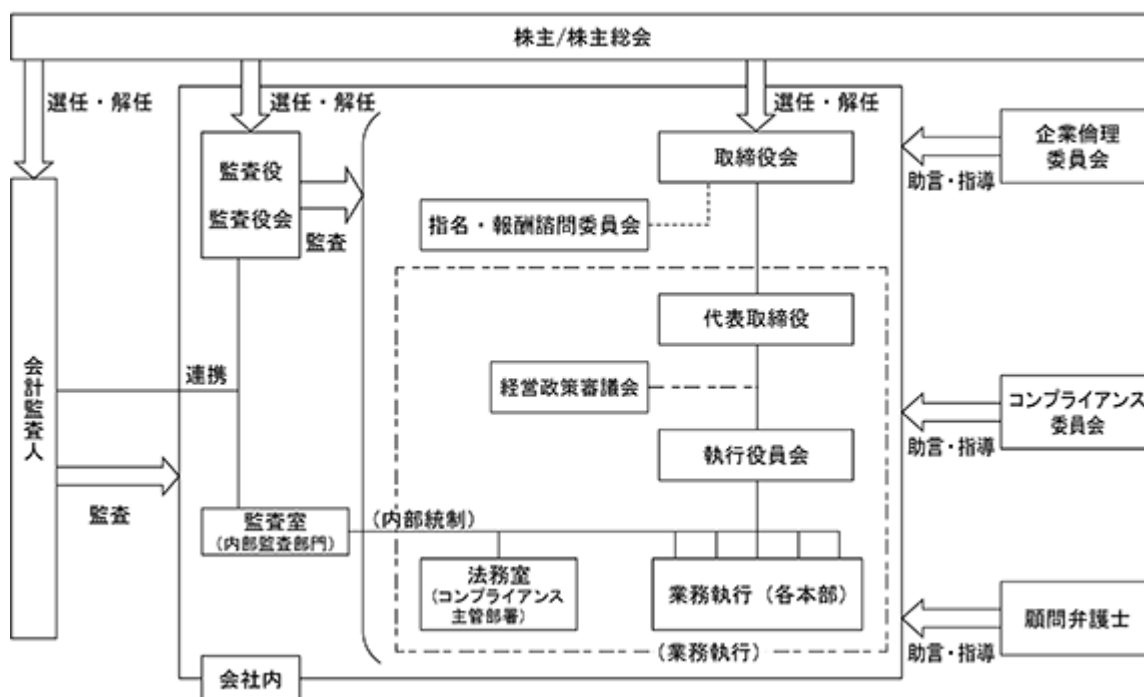 株主/株主総会
選任・解任
選任・解任
選任・解任
監査役
監査役会
監査
取締役会
企業倫理
委員会
助言・指導
指名・報酬諮問委員会
代表取締役
会計監査人
連携
経営政策審議会
コンプライアンス
委員会
助言・指導
執行役員会
監査
監査室
(内部監査部門)
(内部統制)
法務室
(コンプライアンス
主管部署)
業務執行(各本部)
顧問弁護士
助言・指導
(業務執行)
会社内